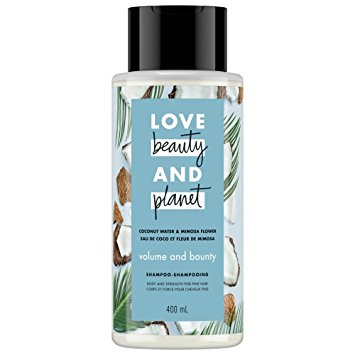 LOVE
beauty
AND
planet
COCONUT WATER & MIMOSA FLOWER
EAU DE COCO ET FLEUR DE MIMOSA
volume and bounty
SHAMPOO-SHAMPOOING
BODY AND STRENGTH FOR FINE HAIR
CORPS ET FORCE POUR CHEVEUX FINS
400 mL